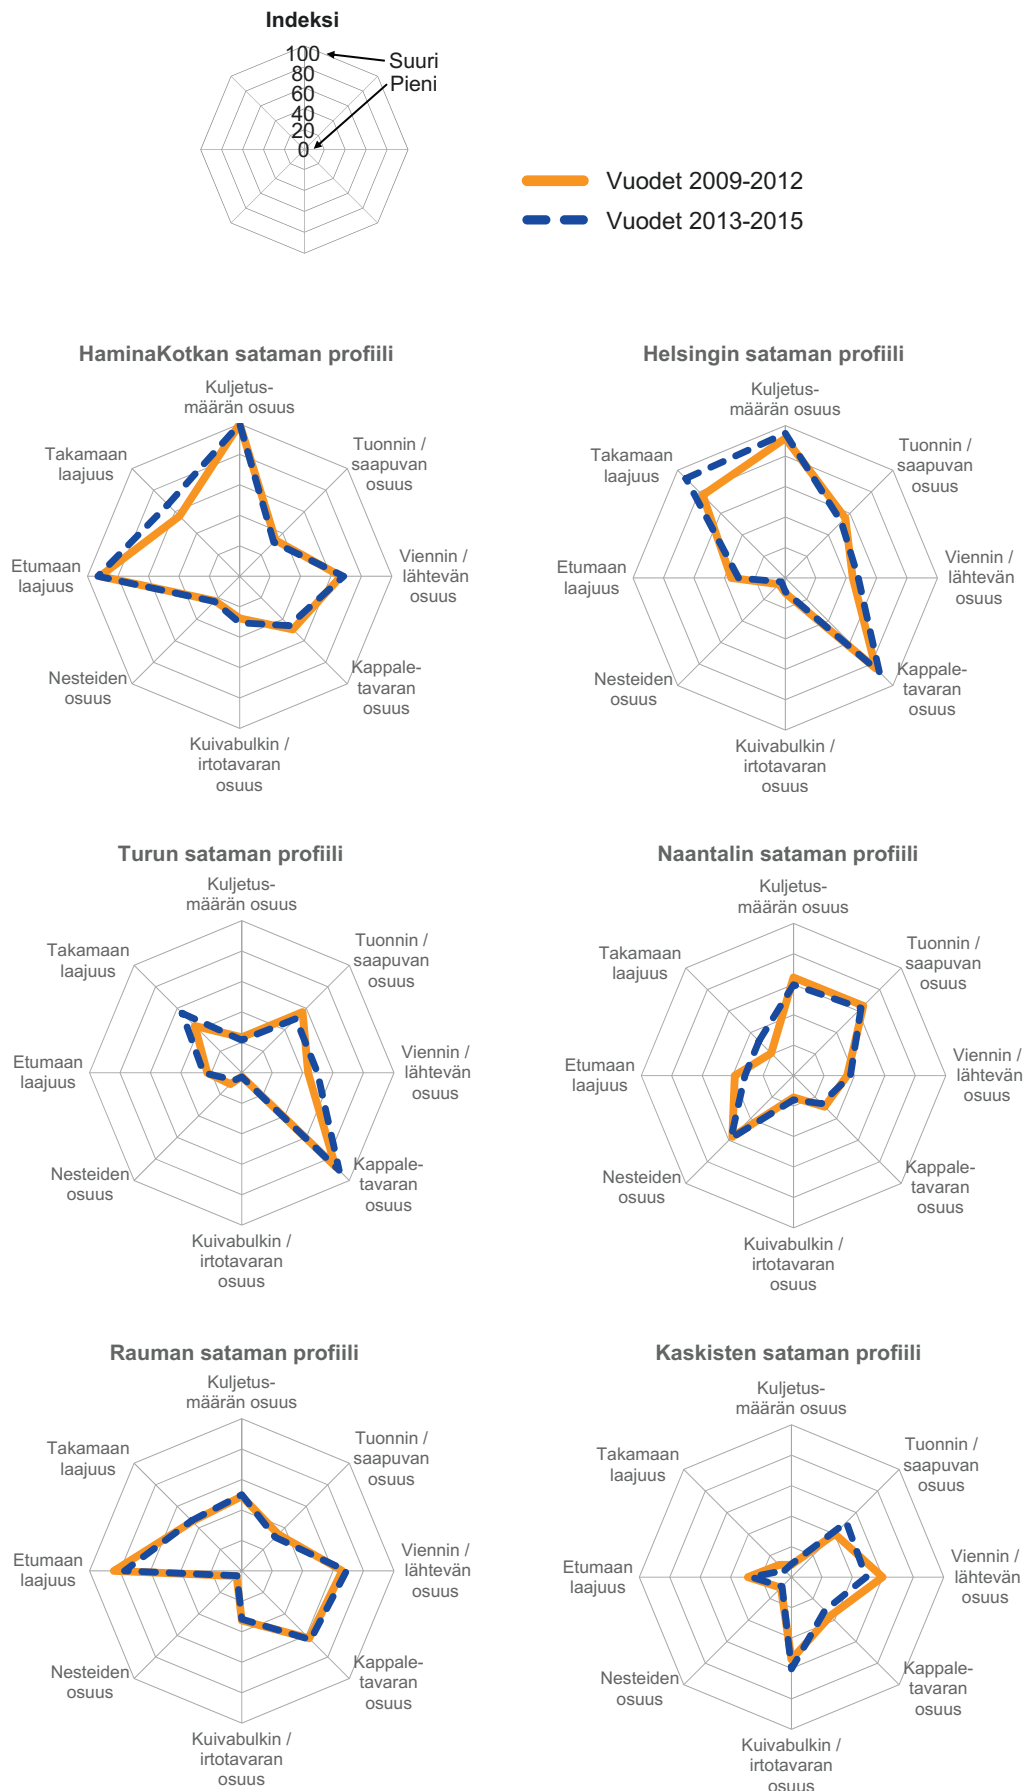 Indeksi
100
80
60
40
20
0
Suuri
Pieni
Vuodet 2009-2012
Vuodet 2013-2015
HaminaKotkan sataman profiili
Kuljetus-
määrän osuus
Tuonnin /
saapuvan
osuus
Viennin /
lähtevän
osuus
Kappale-
tavaran
osuus
Kuivabulkin /
irtotavaran
osuus
Nesteiden
osuus
Etumaan
laajuus
Takamaan
laajuus
Helsingin sataman profiili
Kuljetus-
määrän osuus
Tuonnin /
saapuvan
osuus
Viennin /
lähtevän
osuus
Kappale-
tavaran
osuus
Kuivabulkin /
irtotavaran
osuus
Nesteiden
osuus
Etumaan
laajuus
Takamaan
laajuus
Turun sataman profiili
Kuljetus-
määrän osuus
Tuonnin /
saapuvan
osuus
Viennin /
lähtevän
osuus
Kappale-
tavaran
osuus
Kuivabulkin /
irtotavaran
osuus
Nesteiden
osuus
Etumaan
laajuus
Takamaan
laajuus
Naantalin sataman profiili
Kuljetus-
määrän osuus
Tuonnin /
saapuvan
osuus
Viennin /
lähtevän
osuus
Kappale-
tavaran
osuus
Kuivabulkin /
irtotavaran
osuus
Nesteiden
osuus
Etumaan
laajuus
Takamaan
laajuus
Rauman sataman profiili
Kuljetus-
määrän osuus
Tuonnin /
saapuvan
osuus
Viennin /
lähtevän
osuus
Kappale-
tavaran
osuus
Kuivabulkin /
irtotavaran
osuus
Nesteiden
osuus
Etumaan
laajuus
Takamaan
laajuus
Kaskisten sataman profiili
Kuljetus-
määrän osuus
Tuonnin /
saapuvan
osuus
Viennin /
lähtevän
osuus
Kappale-
tavaran
osuus
Kuivabulkin /
irtotavaran
osuus
Nesteiden
osuus
Etumaan
laajuus
Takamaan
laajuus